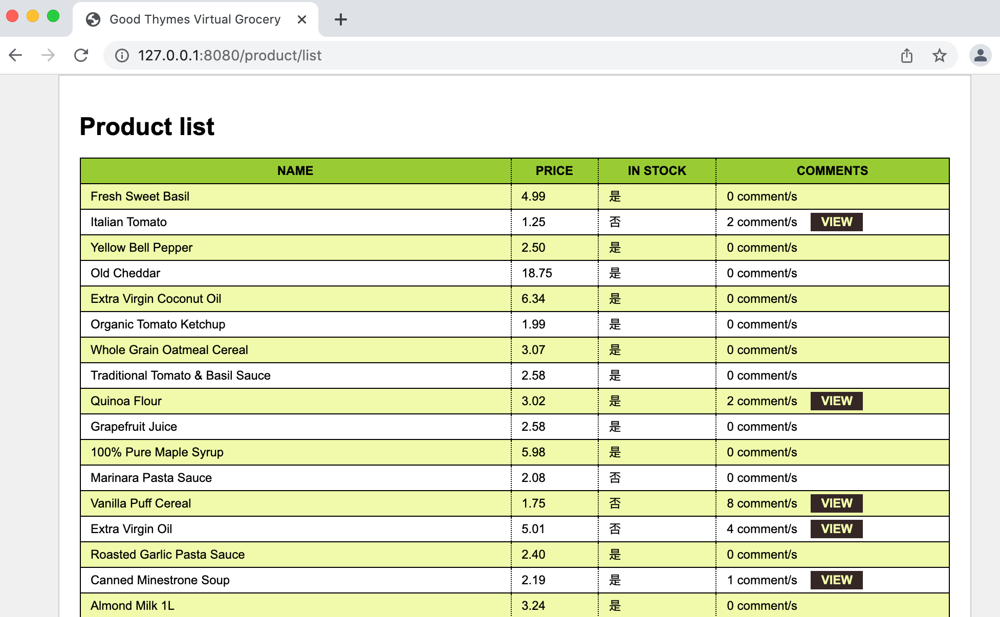 Good Thymes Virtual Grocery
127.0.0.1:8080/product/list
Product list
NAME PRICE IN STOCK COMMENTS
Fresh Sweet Basil 4.99 是 0 comment/s
Italian Tomato 1.25 否 2 comment/s VIEW
Yellow Bell Pepper 2.50 是 0 comment/s
Old Cheddar 18.75 是 0 comment/s
Extra Virgin Coconut Oil 6.34 是 0 comment/s
Organic Tomato Ketchup 1.99 是 0 comment/s
Whole Grain Oatmeal Cereal 3.07 是 0 comment/s
Traditional Tomato & Basil Sauce 2.58 是 0 comment/s
Quinoa Flour 3.02 是 2 comment/s VIEW
Grapefruit Juice 2.58 是 0 comment/s
100% Pure Maple Syrup 5.98 是 0 comment/s
Marinara Pasta Sauce 2.08 否 0 comment/s
Vanilla Puff Cereal 1.75 否 8 comment/s VIEW
Extra Virgin Oil 5.01 否 4 comment/s VIEW
Roasted Garlic Pasta Sauce 2.40 是 0 comment/s
Canned Minestrone Soup 2.19 是 1 comment/s VIEW
Almond Milk 1L 3.24 是 0 comment/s